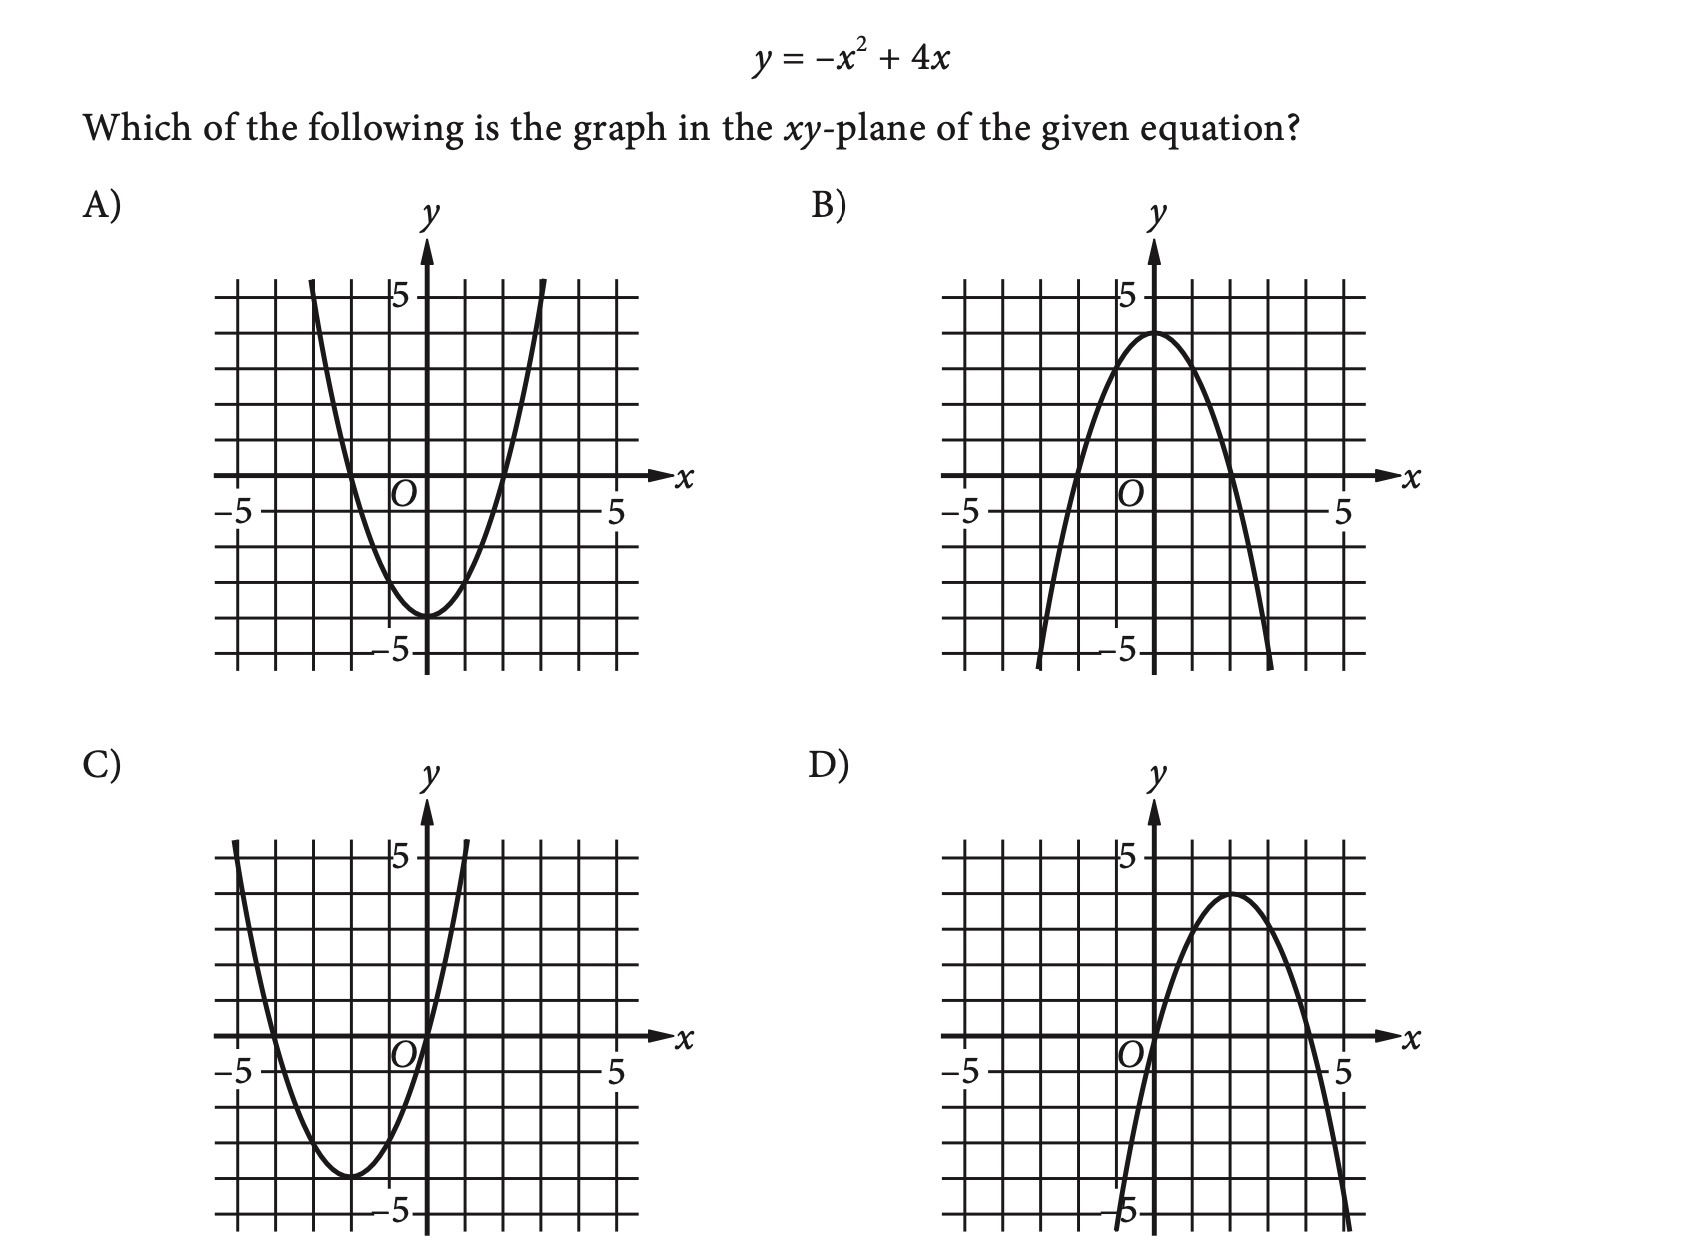 y = –x² + 4x
Which of the following is the graph in the xy-plane of the given equation?
A)
B)
y
y
5
5
x
x
O
O
–5
5
–5
5
–5
–5
C)
D)
y
y
5
5
x
x
O
O
–5
5
–5
5
–5
–5